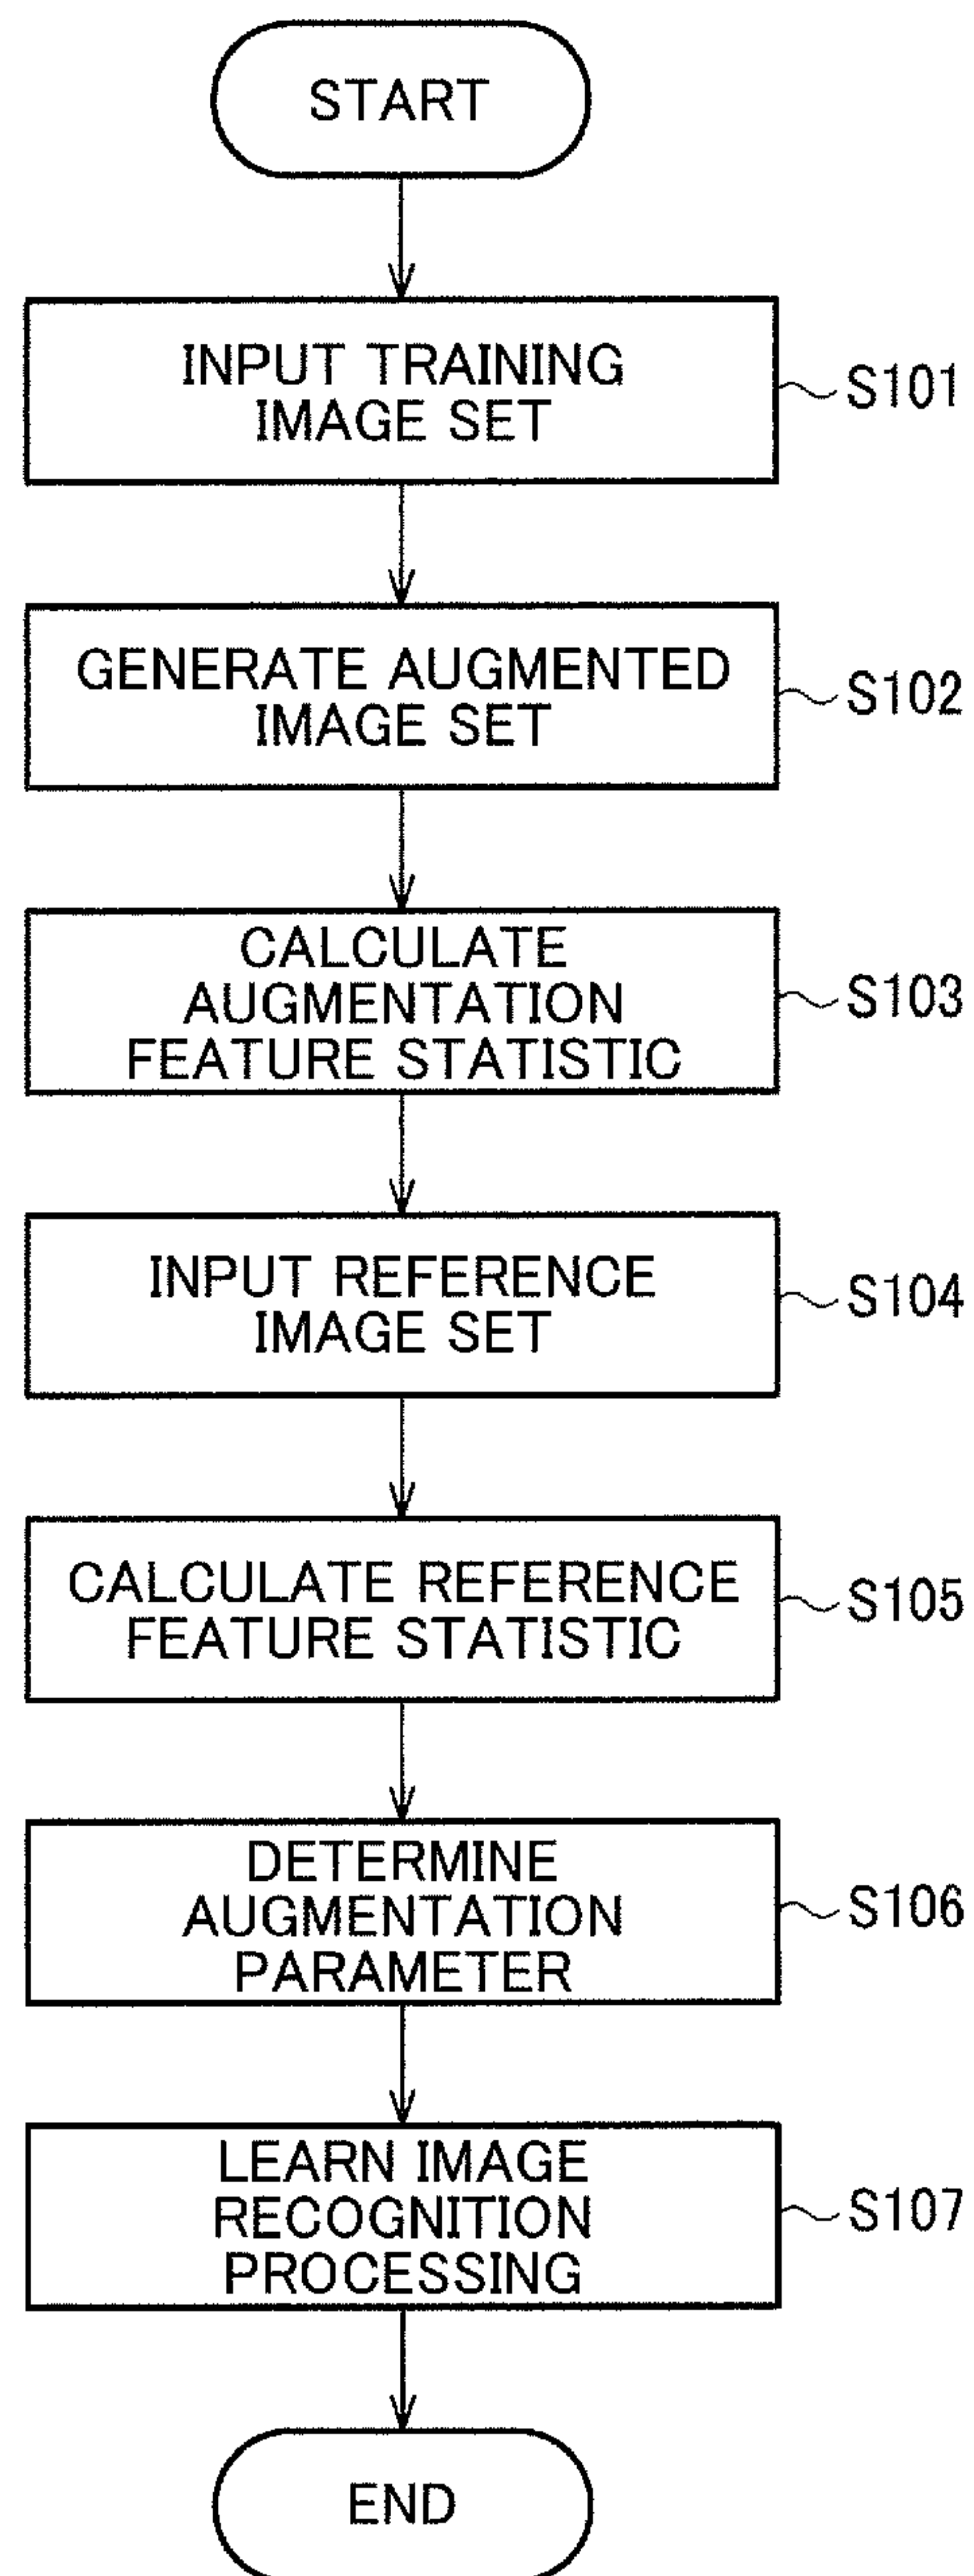 START
INPUT TRAINING
IMAGE SET
S101
GENERATE AUGMENTED
IMAGE SET
S102
CALCULATE
AUGMENTATION
FEATURE STATISTIC
S103
INPUT REFERENCE
IMAGE SET
S104
CALCULATE REFERENCE
FEATURE STATISTIC
S105
DETERMINE
AUGMENTATION
PARAMETER
S106
LEARN IMAGE
RECOGNITION
PROCESSING
S107
END